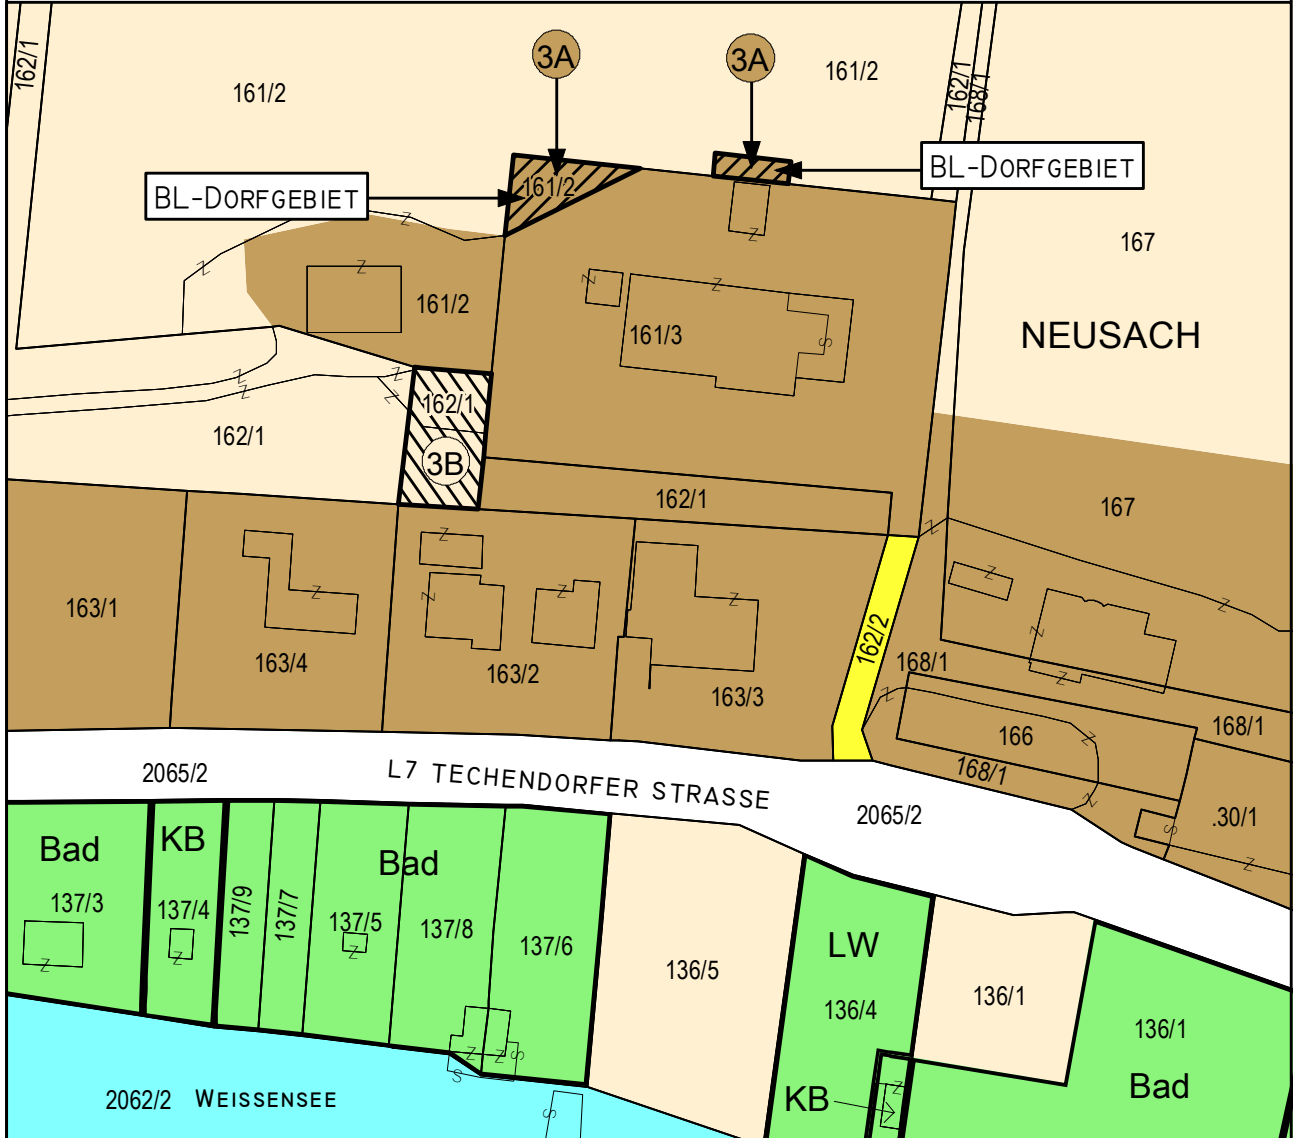 162/1
161/2
3A
3A
161/2
162/1
168/1
BL-DORFGEBIET
161/2
BL-DORFGEBIET
167
161/2
161/3
NEUSACH
162/1
162/1
3B
162/1
167
163/1
163/4
163/2
163/3
162/2
168/1
168/1
166
168/1
.30/1
2065/2
L7 TECHENDORFER STRASSE
2065/2
Bad
KB
Bad
137/3
137/4
137/9
137/7
137/5
137/8
137/6
136/5
LW
136/4
136/1
136/1
KB
Bad
2062/2 WEISSENSEE